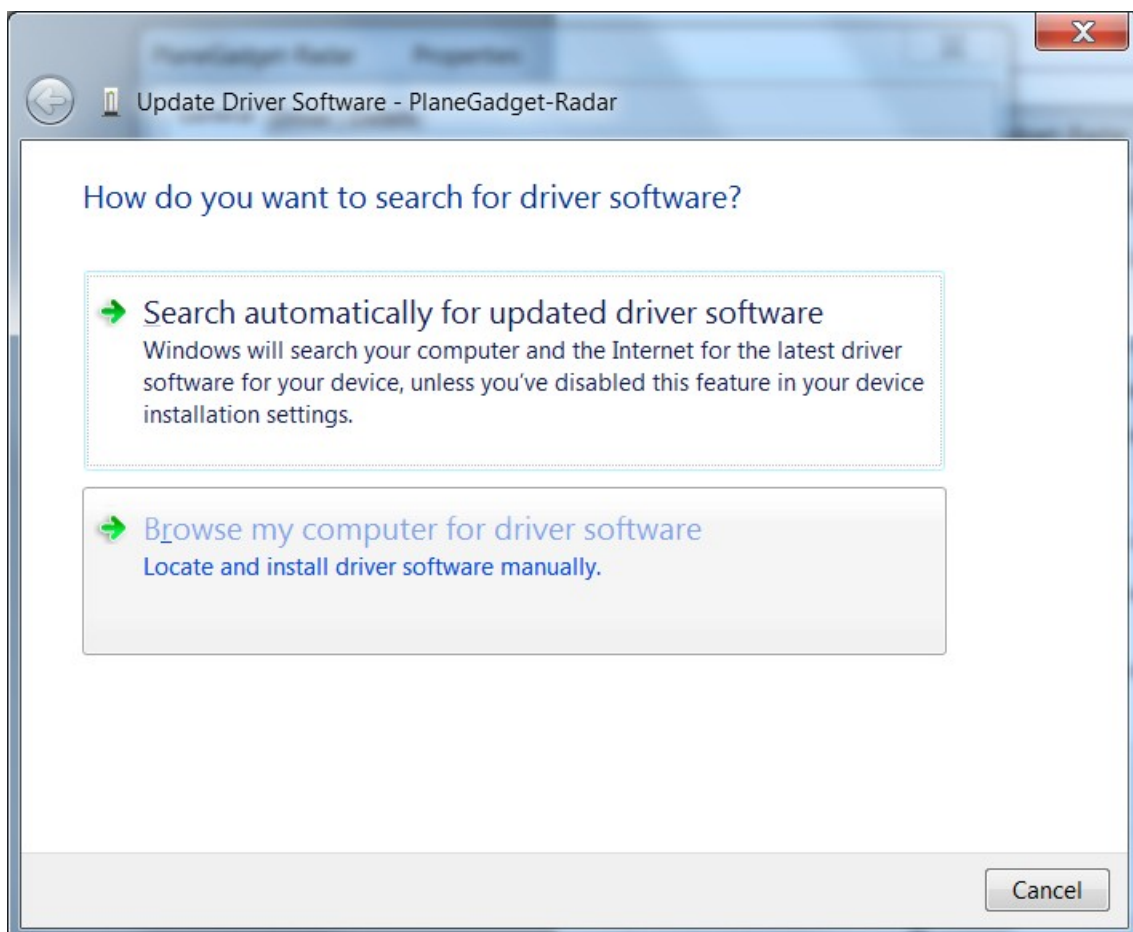 PlaneGadget-Radar Properties
Update Driver Software - PlaneGadget-Radar
How do you want to search for driver software?
Search automatically for updated driver software
Windows will search your computer and the Internet for the latest driver
software for your device, unless you've disabled this feature in your device
installation settings.
Browse my computer for driver software
Locate and install driver software manually.
Cancel